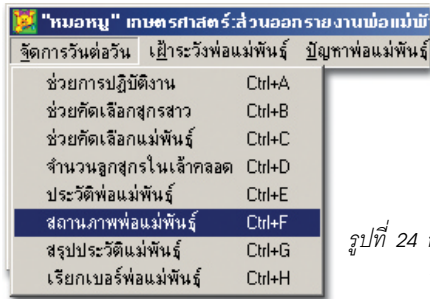 "หมอหมู" เกษตรศาสตร์:ส่วนออกรายงานพ่อแม่พั
จัดการวันต่อวัน เฝ้าระวังพ่อแม่พันธุ์ ปัญหาพ่อแม่พันธุ์
ช่วยการปฏิบัติงาน Ctrl+A
ช่วยคัดเลือกสุกรสาว Ctrl+B
ช่วยคัดเลือกแม่พันธุ์ Ctrl+C
จำนวนลูกสุกรในเล้าคลอด Ctrl+D
ประวัติพ่อแม่พันธุ์ Ctrl+E
สถานภาพพ่อแม่พันธุ์ Ctrl+F
สรุปประวัติแม่พันธุ์ Ctrl+G
เรียกเบอร์พ่อแม่พันธุ์ Ctrl+H
รูปที่ 24